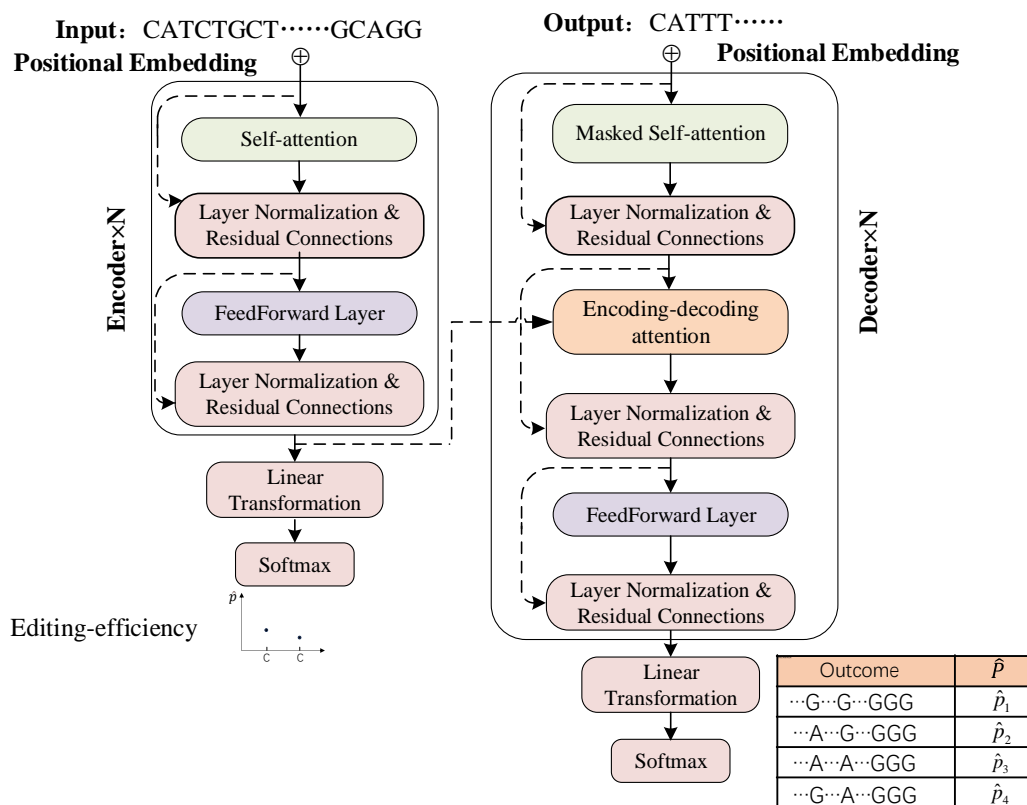 Input: CATCTGCT······GCAGG
Positional Embedding
⊕
Self-attention
Layer Normalization &
Residual Connections
FeedForward Layer
Layer Normalization &
Residual Connections
Encoder×N
Linear
Transformation
Softmax
Editing-efficiency
p̂
C C
Output: CATTT······
⊕
Positional Embedding
Masked Self-attention
Layer Normalization &
Residual Connections
Encoding-decoding
attention
Layer Normalization &
Residual Connections
FeedForward Layer
Layer Normalization &
Residual Connections
Decoder×N
Linear
Transformation
Softmax
Outcome P̂
···G···G···GGG p̂₁
···A···G···GGG p̂₂
···A···A···GGG p̂₃
···G···A···GGG p̂₄